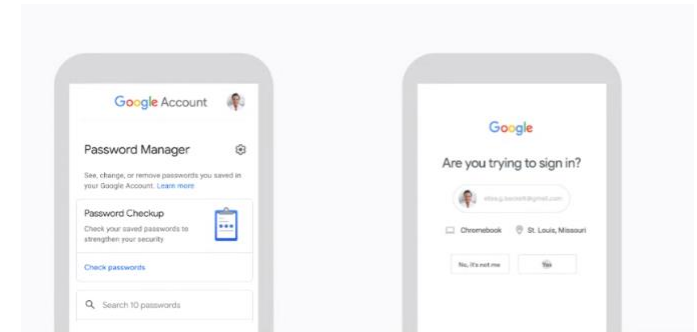 Google Account
Password Manager
See, change, or remove passwords you saved in
your Google Account. Learn more
Password Checkup
Check your saved passwords to
strengthen your security
Check passwords
Search 10 passwords
Google
Are you trying to sign in?
Chromebook St. Louis, Missouri
No, it's not me Yes